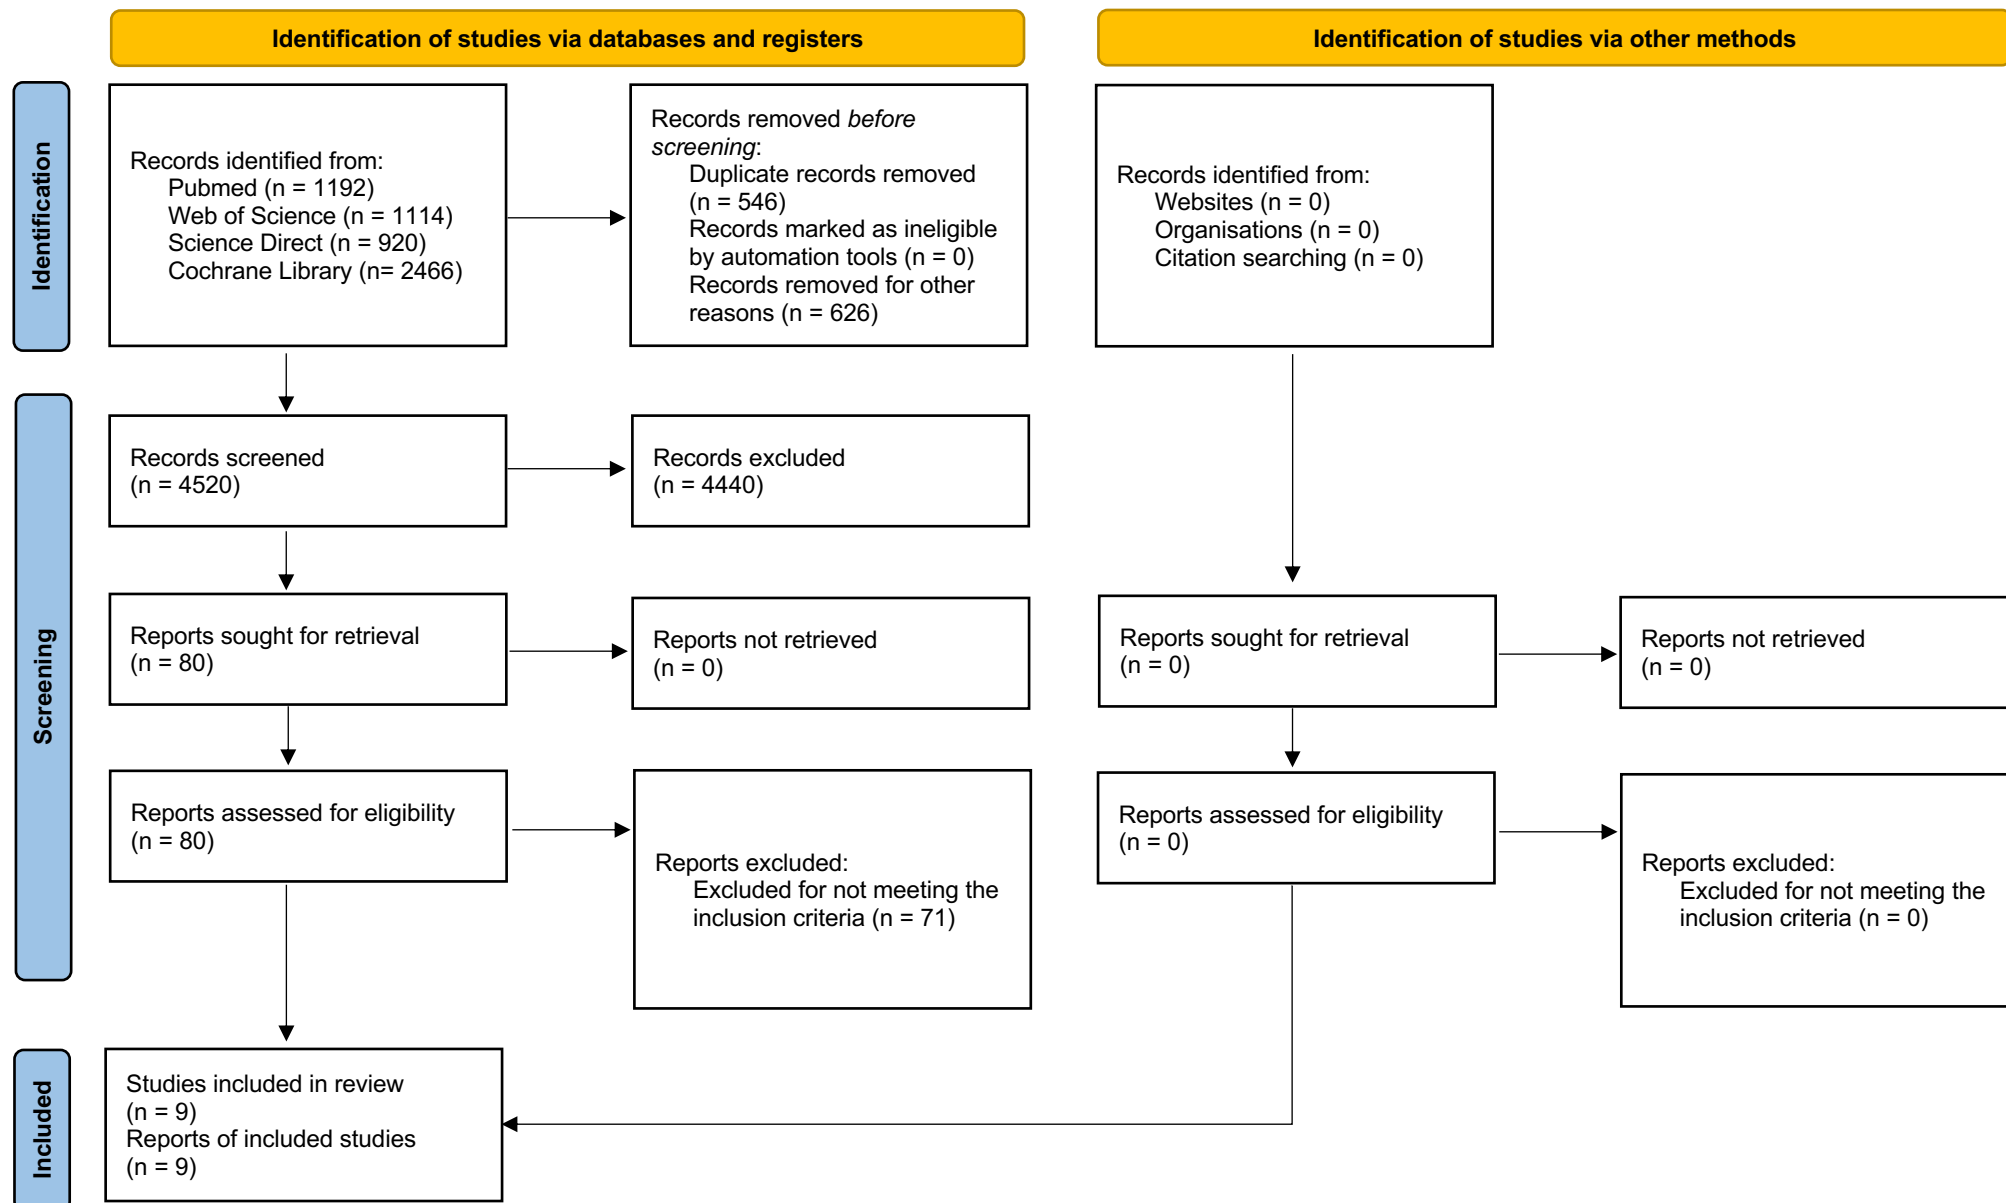 Identification of studies via databases and registers
Identification of studies via other methods
Identification
Records identified from:
Pubmed (n = 1192)
Web of Science (n = 1114)
Science Direct (n = 920)
Cochrane Library (n= 2466)
Records removed before
screening:
Duplicate records removed
(n = 546)
Records marked as ineligible
by automation tools (n = 0)
Records removed for other
reasons (n = 626)
Records identified from:
Websites (n = 0)
Organisations (n = 0)
Citation searching (n = 0)
Screening
Records screened
(n = 4520)
Records excluded
(n = 4440)
Reports sought for retrieval
(n = 80)
Reports not retrieved
(n = 0)
Reports sought for retrieval
(n = 0)
Reports not retrieved
(n = 0)
Reports assessed for eligibility
(n = 80)
Reports excluded:
Excluded for not meeting the
inclusion criteria (n = 71)
Reports assessed for eligibility
(n = 0)
Reports excluded:
Excluded for not meeting the
inclusion criteria (n = 0)
Included
Studies included in review
(n = 9)
Reports of included studies
(n = 9)